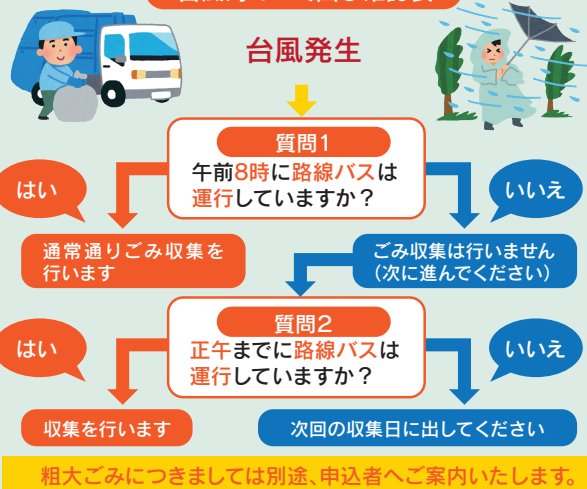 台風発生
質問1
午前8時に路線バスは
運行していますか？
はい
いいえ
通常通りごみ収集を
行います
ごみ収集は行いません
（次に進んでください）
質問2
正午までに路線バスは
運行していますか？
はい
いいえ
収集を行います
次回の収集日に出してください
粗大ごみにつきましては別途、申込者へご案内いたします。